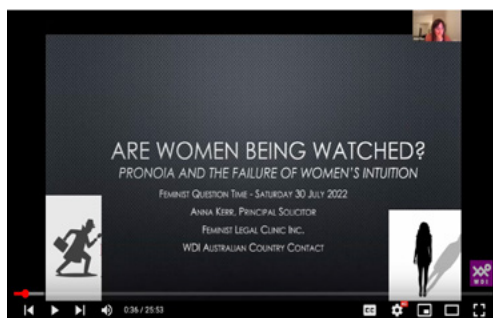 ARE WOMEN BEING WATCHED?
PRONOIA AND THE FAILURE OF WOMEN'S INTUITION
FEMINIST QUESTION TIME - SATURDAY 30 JULY 2022
ANNA KERR, PRINCIPAL SOLICITOR
FEMINIST LEGAL CLINIC INC.
WDI AUSTRALIAN COUNTRY CONTACT
WDI
0:36 / 25:53
CC